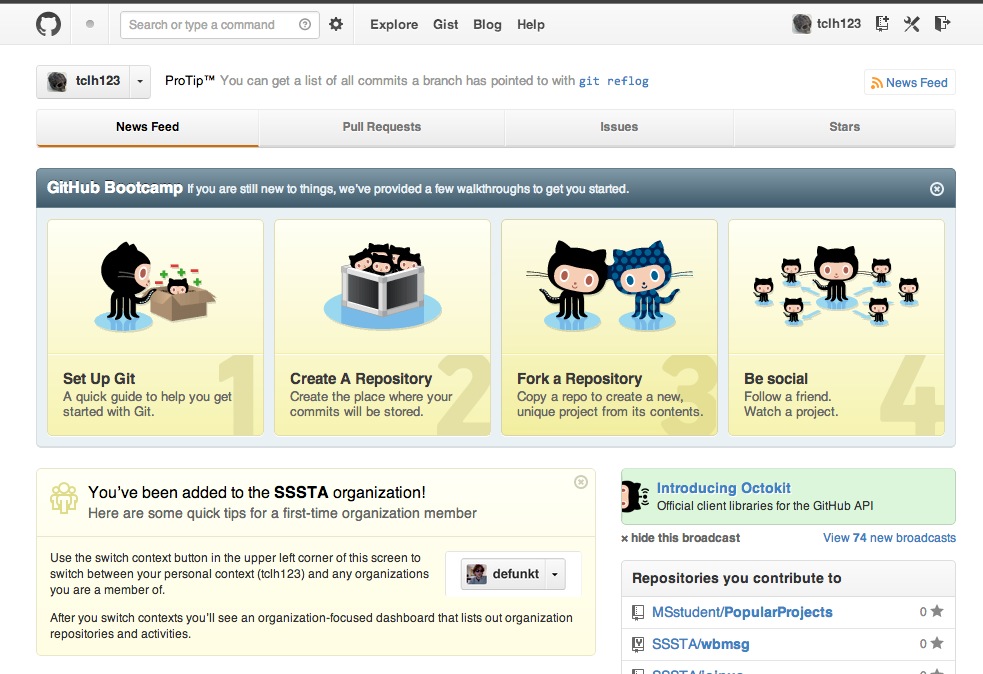 Search or type a command
Explore Gist Blog Help
tclh123
tclh123
ProTip™ You can get a list of all commits a branch has pointed to with git reflog
News Feed
News Feed Pull Requests Issues Stars
GitHub Bootcamp If you are still new to things, we've provided a few walkthroughs to get you started.
1
Set Up Git
A quick guide to help you get
started with Git.
2
Create A Repository
Create the place where your
commits will be stored.
3
Fork a Repository
Copy a repo to create a new,
unique project from its contents.
4
Be social
Follow a friend.
Watch a project.
You've been added to the SSSTA organization!
Here are some quick tips for a first-time organization member
Use the switch context button in the upper left corner of this screen to
switch between your personal context (tclh123) and any organizations
you are a member of.
defunkt
After you switch contexts you'll see an organization-focused dashboard that lists out organization
repositories and activities.
Introducing Octokit
Official client libraries for the GitHub API
× hide this broadcast
View 74 new broadcasts
Repositories you contribute to
MSstudent/PopularProjects 0
SSSTA/wbmsg 0